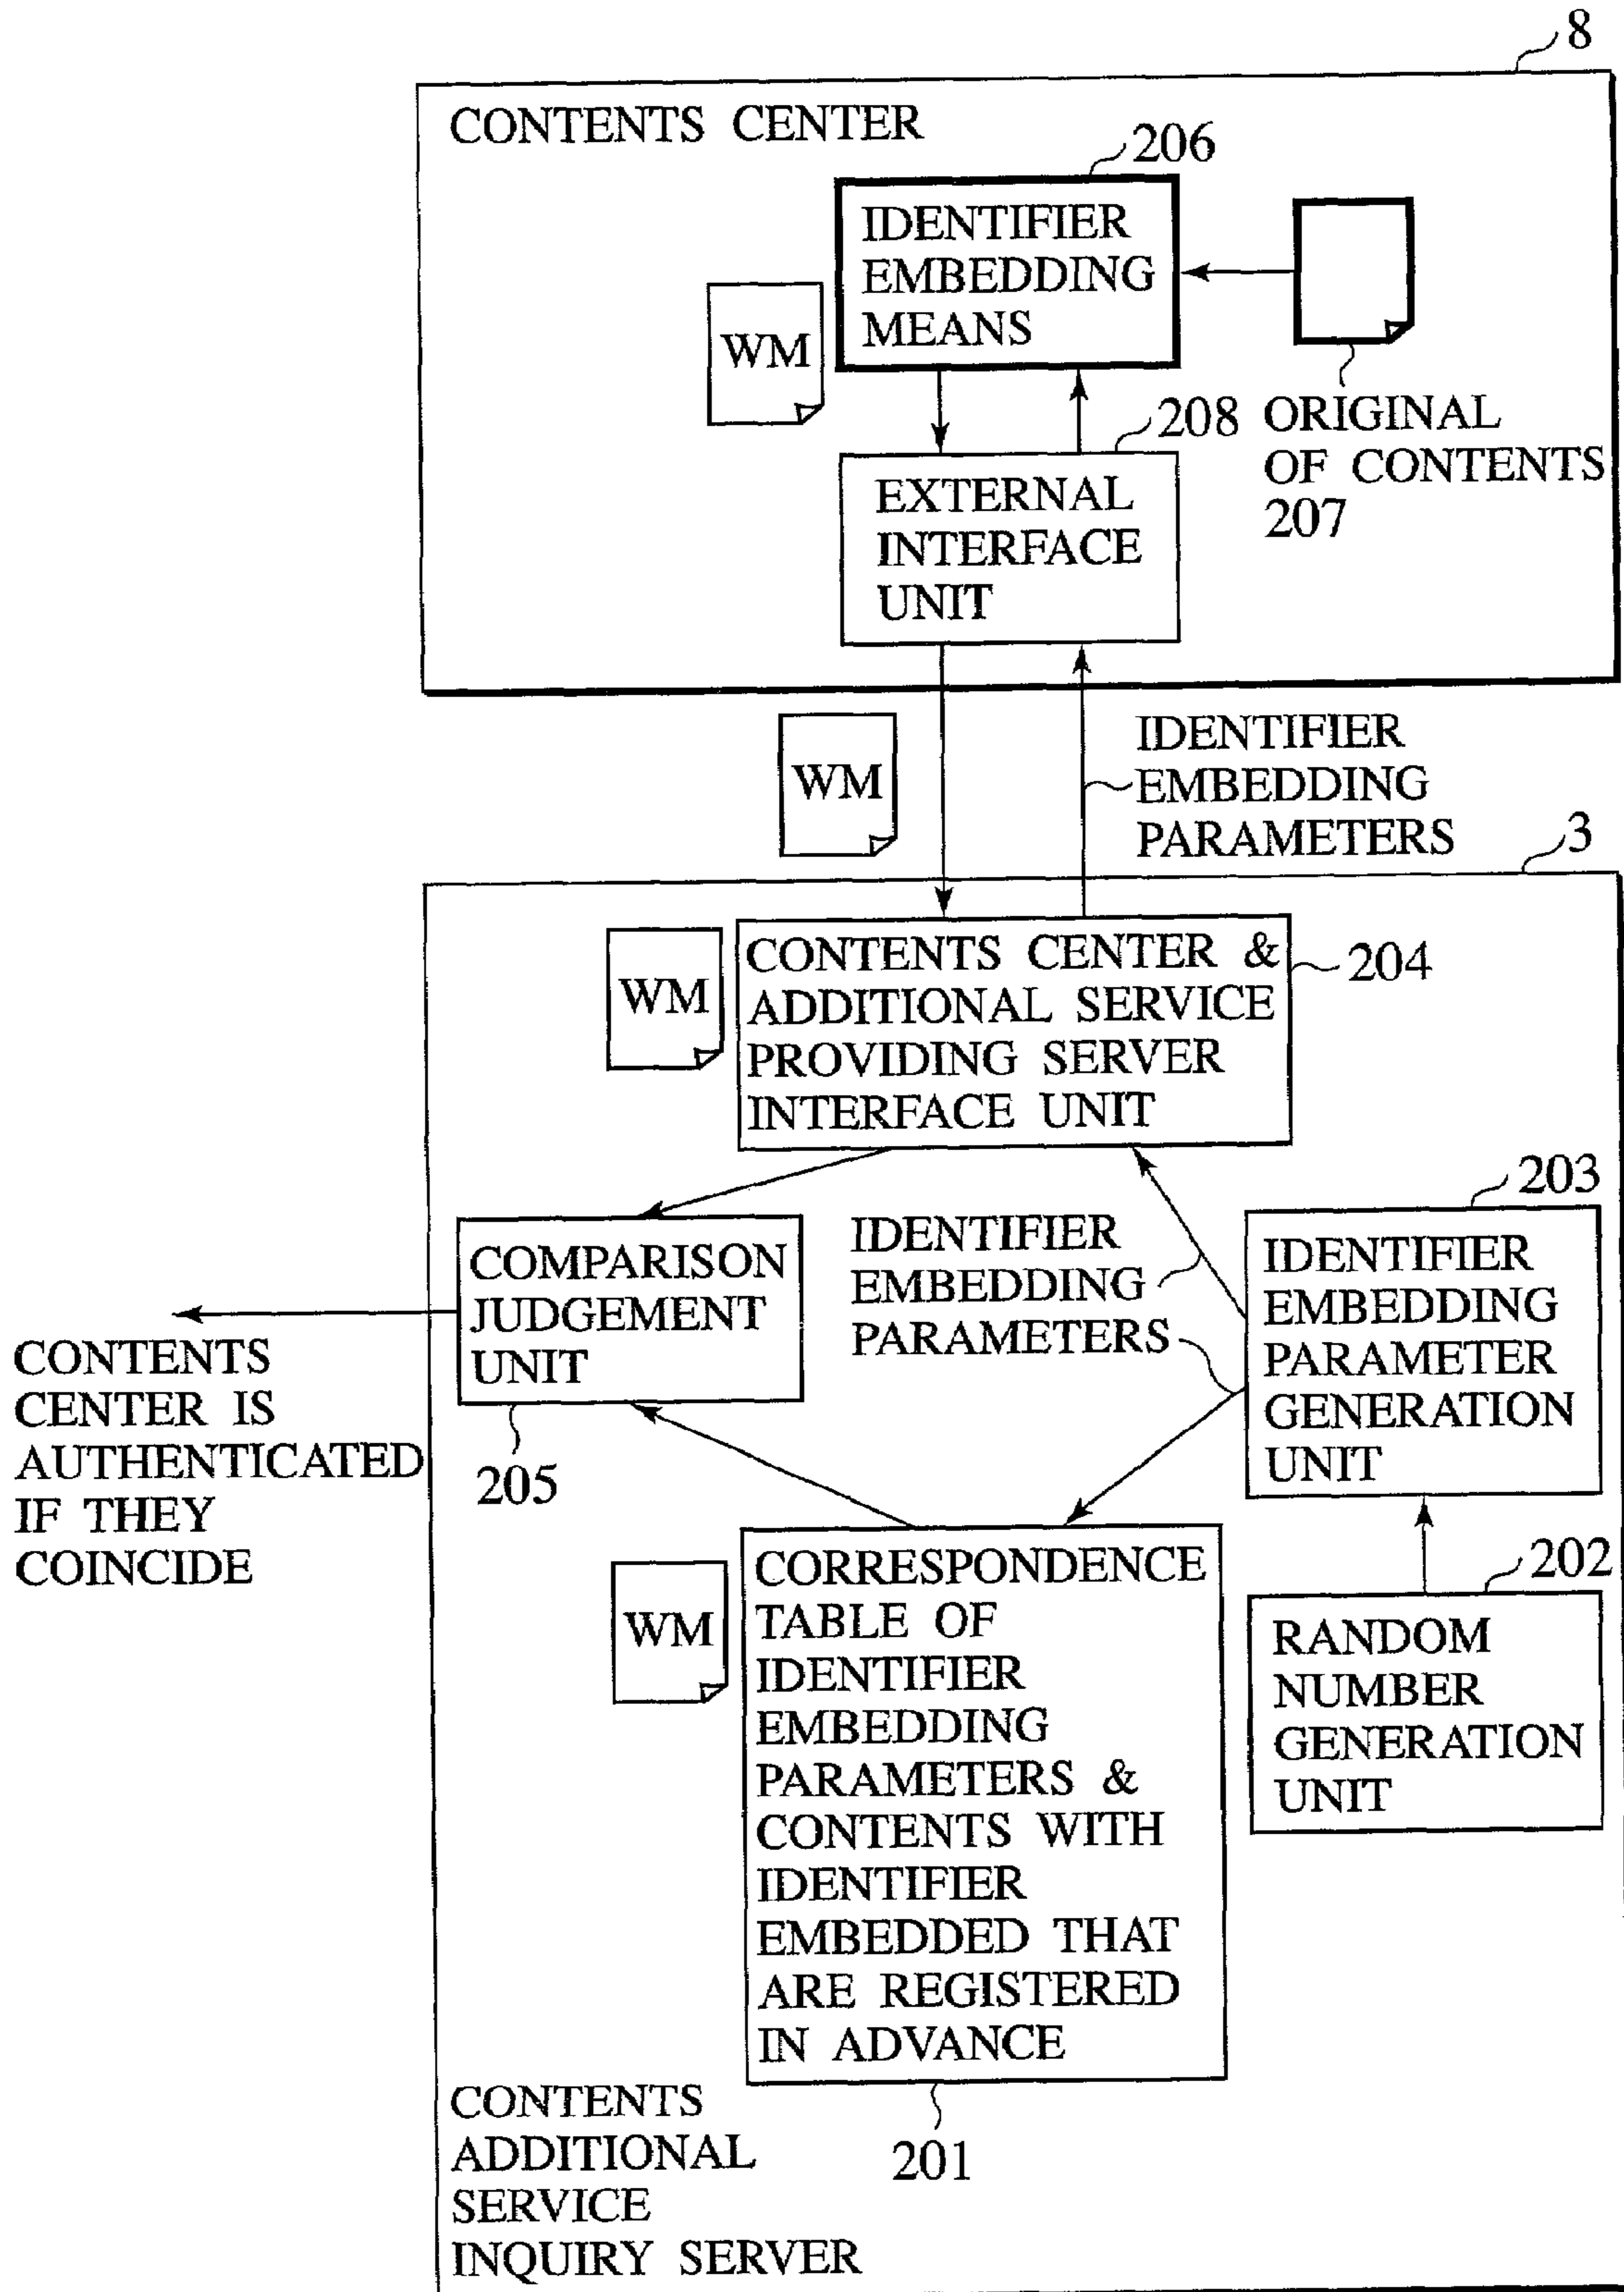 8
CONTENTS CENTER
206
IDENTIFIER
EMBEDDING
MEANS
WM
208
ORIGINAL
OF CONTENTS
207
EXTERNAL
INTERFACE
UNIT
WM
IDENTIFIER
EMBEDDING
PARAMETERS
3
WM
CONTENTS CENTER &
ADDITIONAL SERVICE
PROVIDING SERVER
INTERFACE UNIT
204
203
COMPARISON
JUDGEMENT
UNIT
205
IDENTIFIER
EMBEDDING
PARAMETERS
IDENTIFIER
EMBEDDING
PARAMETER
GENERATION
UNIT
CONTENTS
CENTER IS
AUTHENTICATED
IF THEY
COINCIDE
202
WM
CORRESPONDENCE
TABLE OF
IDENTIFIER
EMBEDDING
PARAMETERS &
CONTENTS WITH
IDENTIFIER
EMBEDDED THAT
ARE REGISTERED
IN ADVANCE
201
RANDOM
NUMBER
GENERATION
UNIT
CONTENTS
ADDITIONAL
SERVICE
INQUIRY SERVER